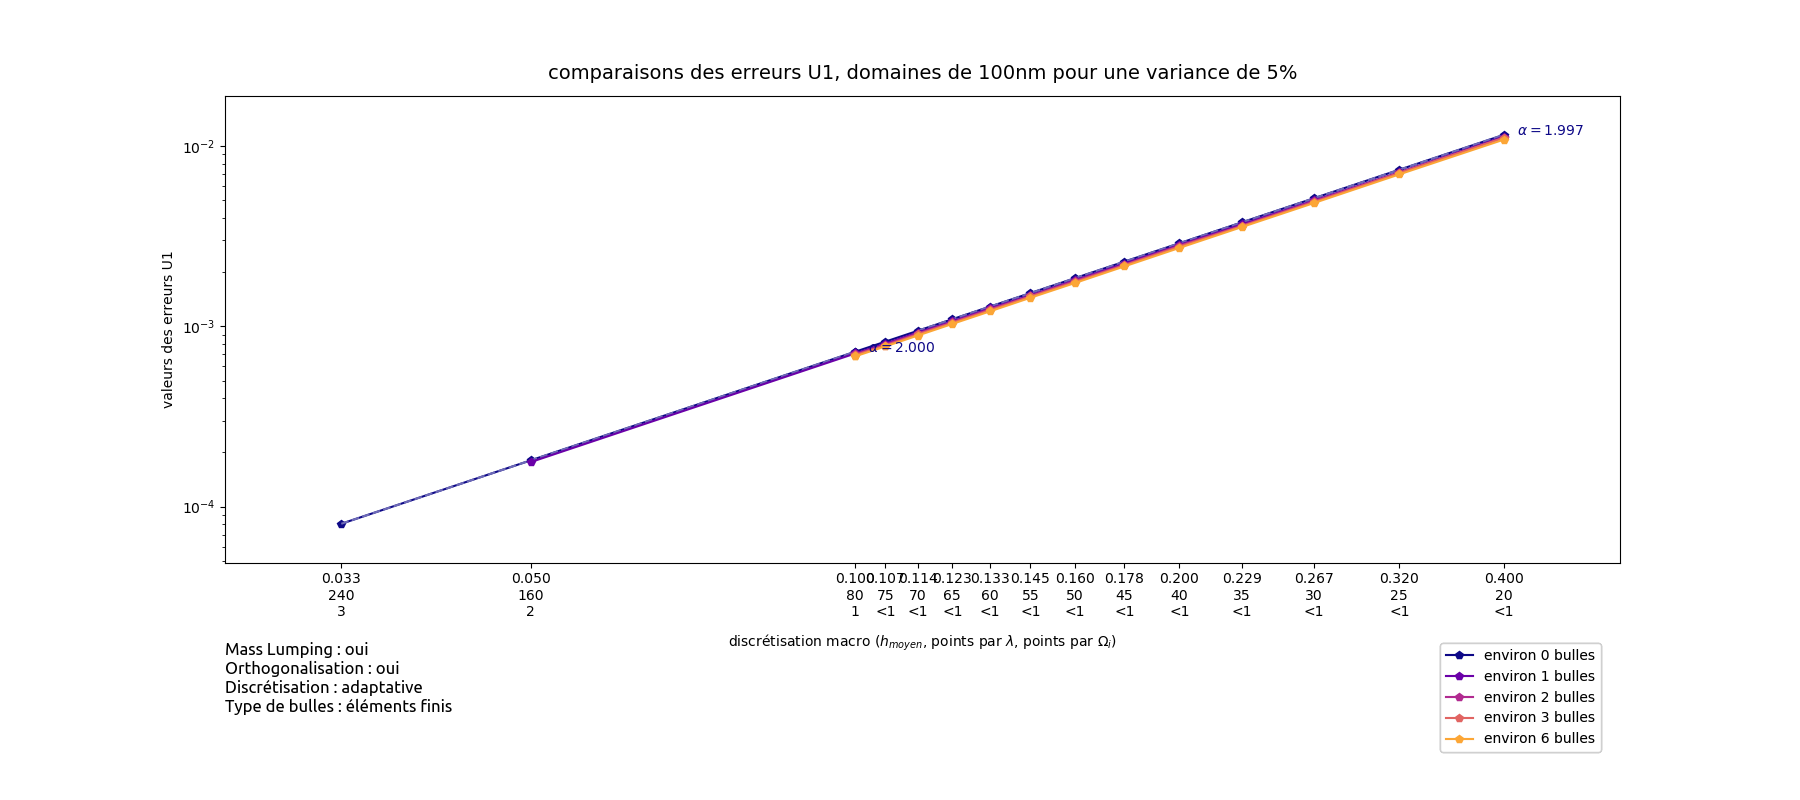 comparaisons des erreurs U1, domaines de 100nm pour une variance de 5%
valeurs des erreurs U1
10⁻²
10⁻³
10⁻⁴
α = 1.997
α = 2.000
0.033 0.050 0.100 0.107 0.114 0.123 0.133 0.145 0.160 0.178 0.200 0.229 0.267 0.320 0.400
240 160 80 75 70 65 60 55 50 45 40 35 30 25 20
3 2 1 <1 <1 <1 <1 <1 <1 <1 <1 <1 <1 <1 <1
discrétisation macro (hₘₒᵧₑₙ, points par λ, points par Ωᵢ)
Mass Lumping : oui
Orthogonalisation : oui
Discrétisation : adaptative
Type de bulles : éléments finis
environ 0 bulles
environ 1 bulles
environ 2 bulles
environ 3 bulles
environ 6 bulles